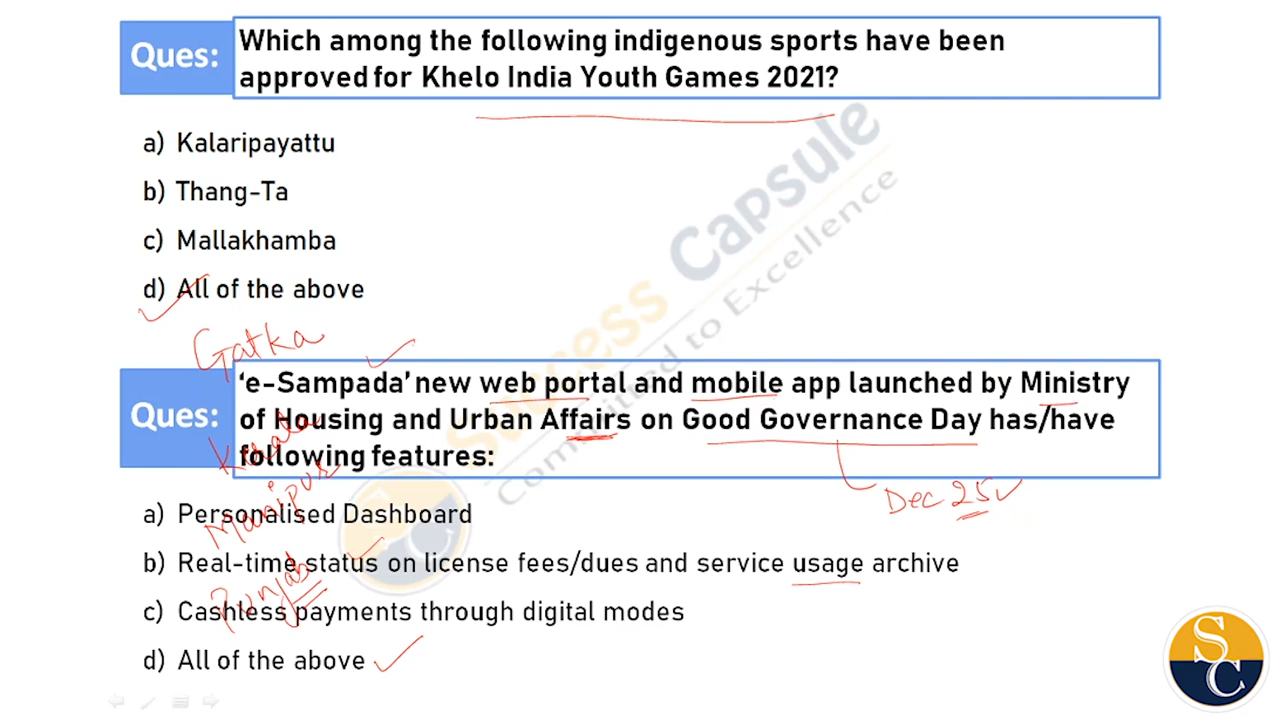 Ques:
Which among the following indigenous sports have been
approved for Khelo India Youth Games 2021?
a) Kalaripayattu
b) Thang-Ta
c) Mallakhamba
d) All of the above
Gatka
Ques:
‘e-Sampada’ new web portal and mobile app launched by Ministry
of Housing and Urban Affairs on Good Governance Day has/have
following features:
Kerala
Manipur
Punjab
Dec 25
a) Personalised Dashboard
b) Real-time status on license fees/dues and service usage archive
c) Cashless payments through digital modes
d) All of the above
Success Capsule
Committed to Excellence
SC